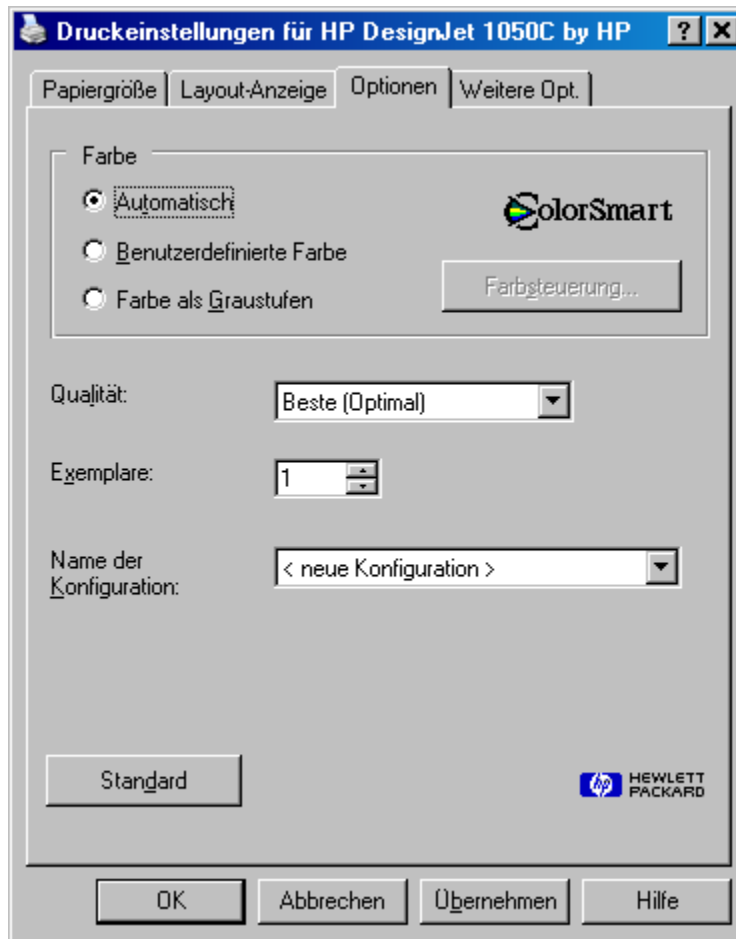 Druckeinstellungen für HP DesignJet 1050C by HP
Papiergröße Layout-Anzeige Optionen Weitere Opt.
Farbe
Automatisch
ColorSmart
Benutzerdefinierte Farbe
Farbsteuerung...
Farbe als Graustufen
Qualität: Beste (Optimal)
Exemplare: 1
Name der
Konfiguration: < neue Konfiguration >
Standard
hp HEWLETT
PACKARD
OK Abbrechen Übernehmen Hilfe